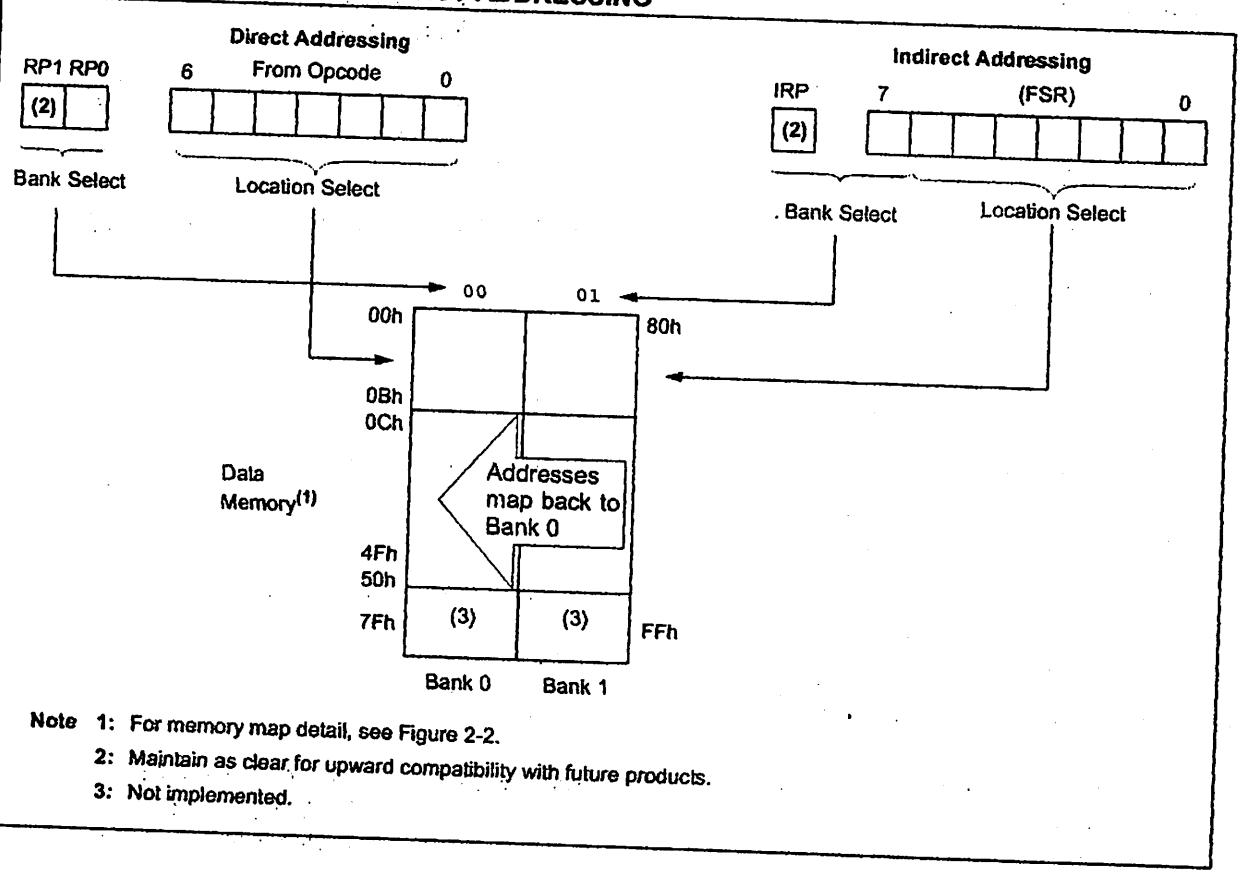 ADDRESSING
Direct Addressing
RP1 RP0 6 From Opcode 0
(2)
Bank Select Location Select
Indirect Addressing
IRP 7 (FSR) 0
(2)
Bank Select Location Select
00 01
00h 80h
0Bh
0Ch
Data
Memory(1)
Addresses
map back to
Bank 0
4Fh
50h
7Fh (3) (3) FFh
Bank 0 Bank 1
Note 1: For memory map detail, see Figure 2-2.
2: Maintain as clear for upward compatibility with future products.
3: Not implemented.